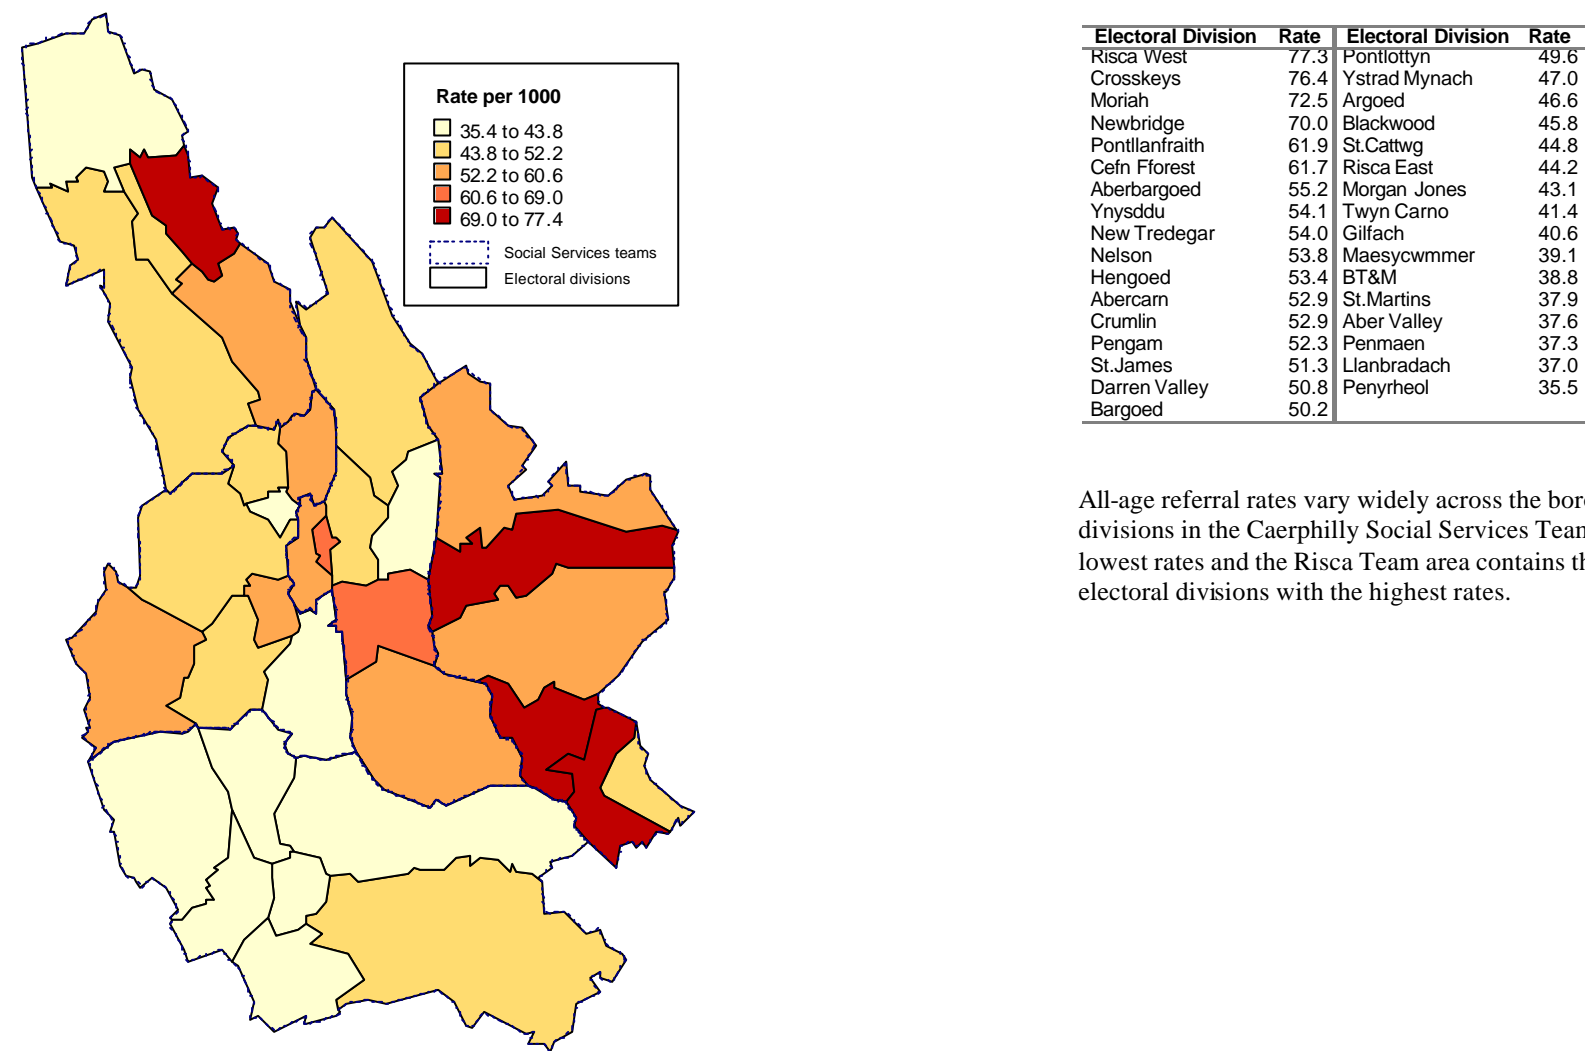 Rate per 1000
35.4 to 43.8
43.8 to 52.2
52.2 to 60.6
60.6 to 69.0
69.0 to 77.4
Social Services teams
Electoral divisions
Electoral Division Rate Electoral Division Rate
Risca West 77.3 Pontlottyn 49.6
Crosskeys 76.4 Ystrad Mynach 47.0
Moriah 72.5 Argoed 46.6
Newbridge 70.0 Blackwood 45.8
Pontllanfraith 61.9 St.Cattwg 44.8
Cefn Fforest 61.7 Risca East 44.2
Aberbargoed 55.2 Morgan Jones 43.1
Ynysddu 54.1 Twyn Carno 41.4
New Tredegar 54.0 Gilfach 40.6
Nelson 53.8 Maesycwmmer 39.1
Hengoed 53.4 BT&M 38.8
Abercarn 52.9 St.Martins 37.9
Crumlin 52.9 Aber Valley 37.6
Pengam 52.3 Penmaen 37.3
St.James 51.3 Llanbradach 37.0
Darren Valley 50.8 Penyrheol 35.5
Bargoed 50.2
All-age referral rates vary widely across the
divisions in the Caerphilly Social Services
lowest rates and the Risca Team area contains
electoral divisions with the highest rates.